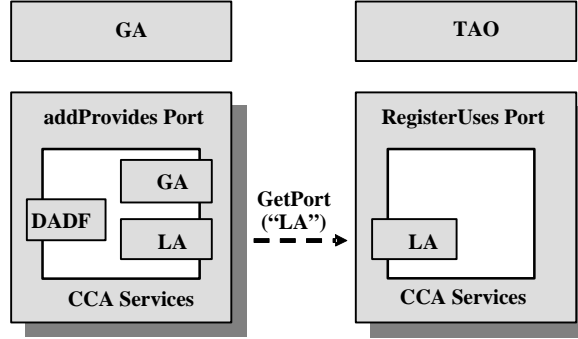 GA
TAO
addProvides Port
GA
DADF
LA
CCA Services
GetPort
(“LA”)
RegisterUses Port
LA
CCA Services